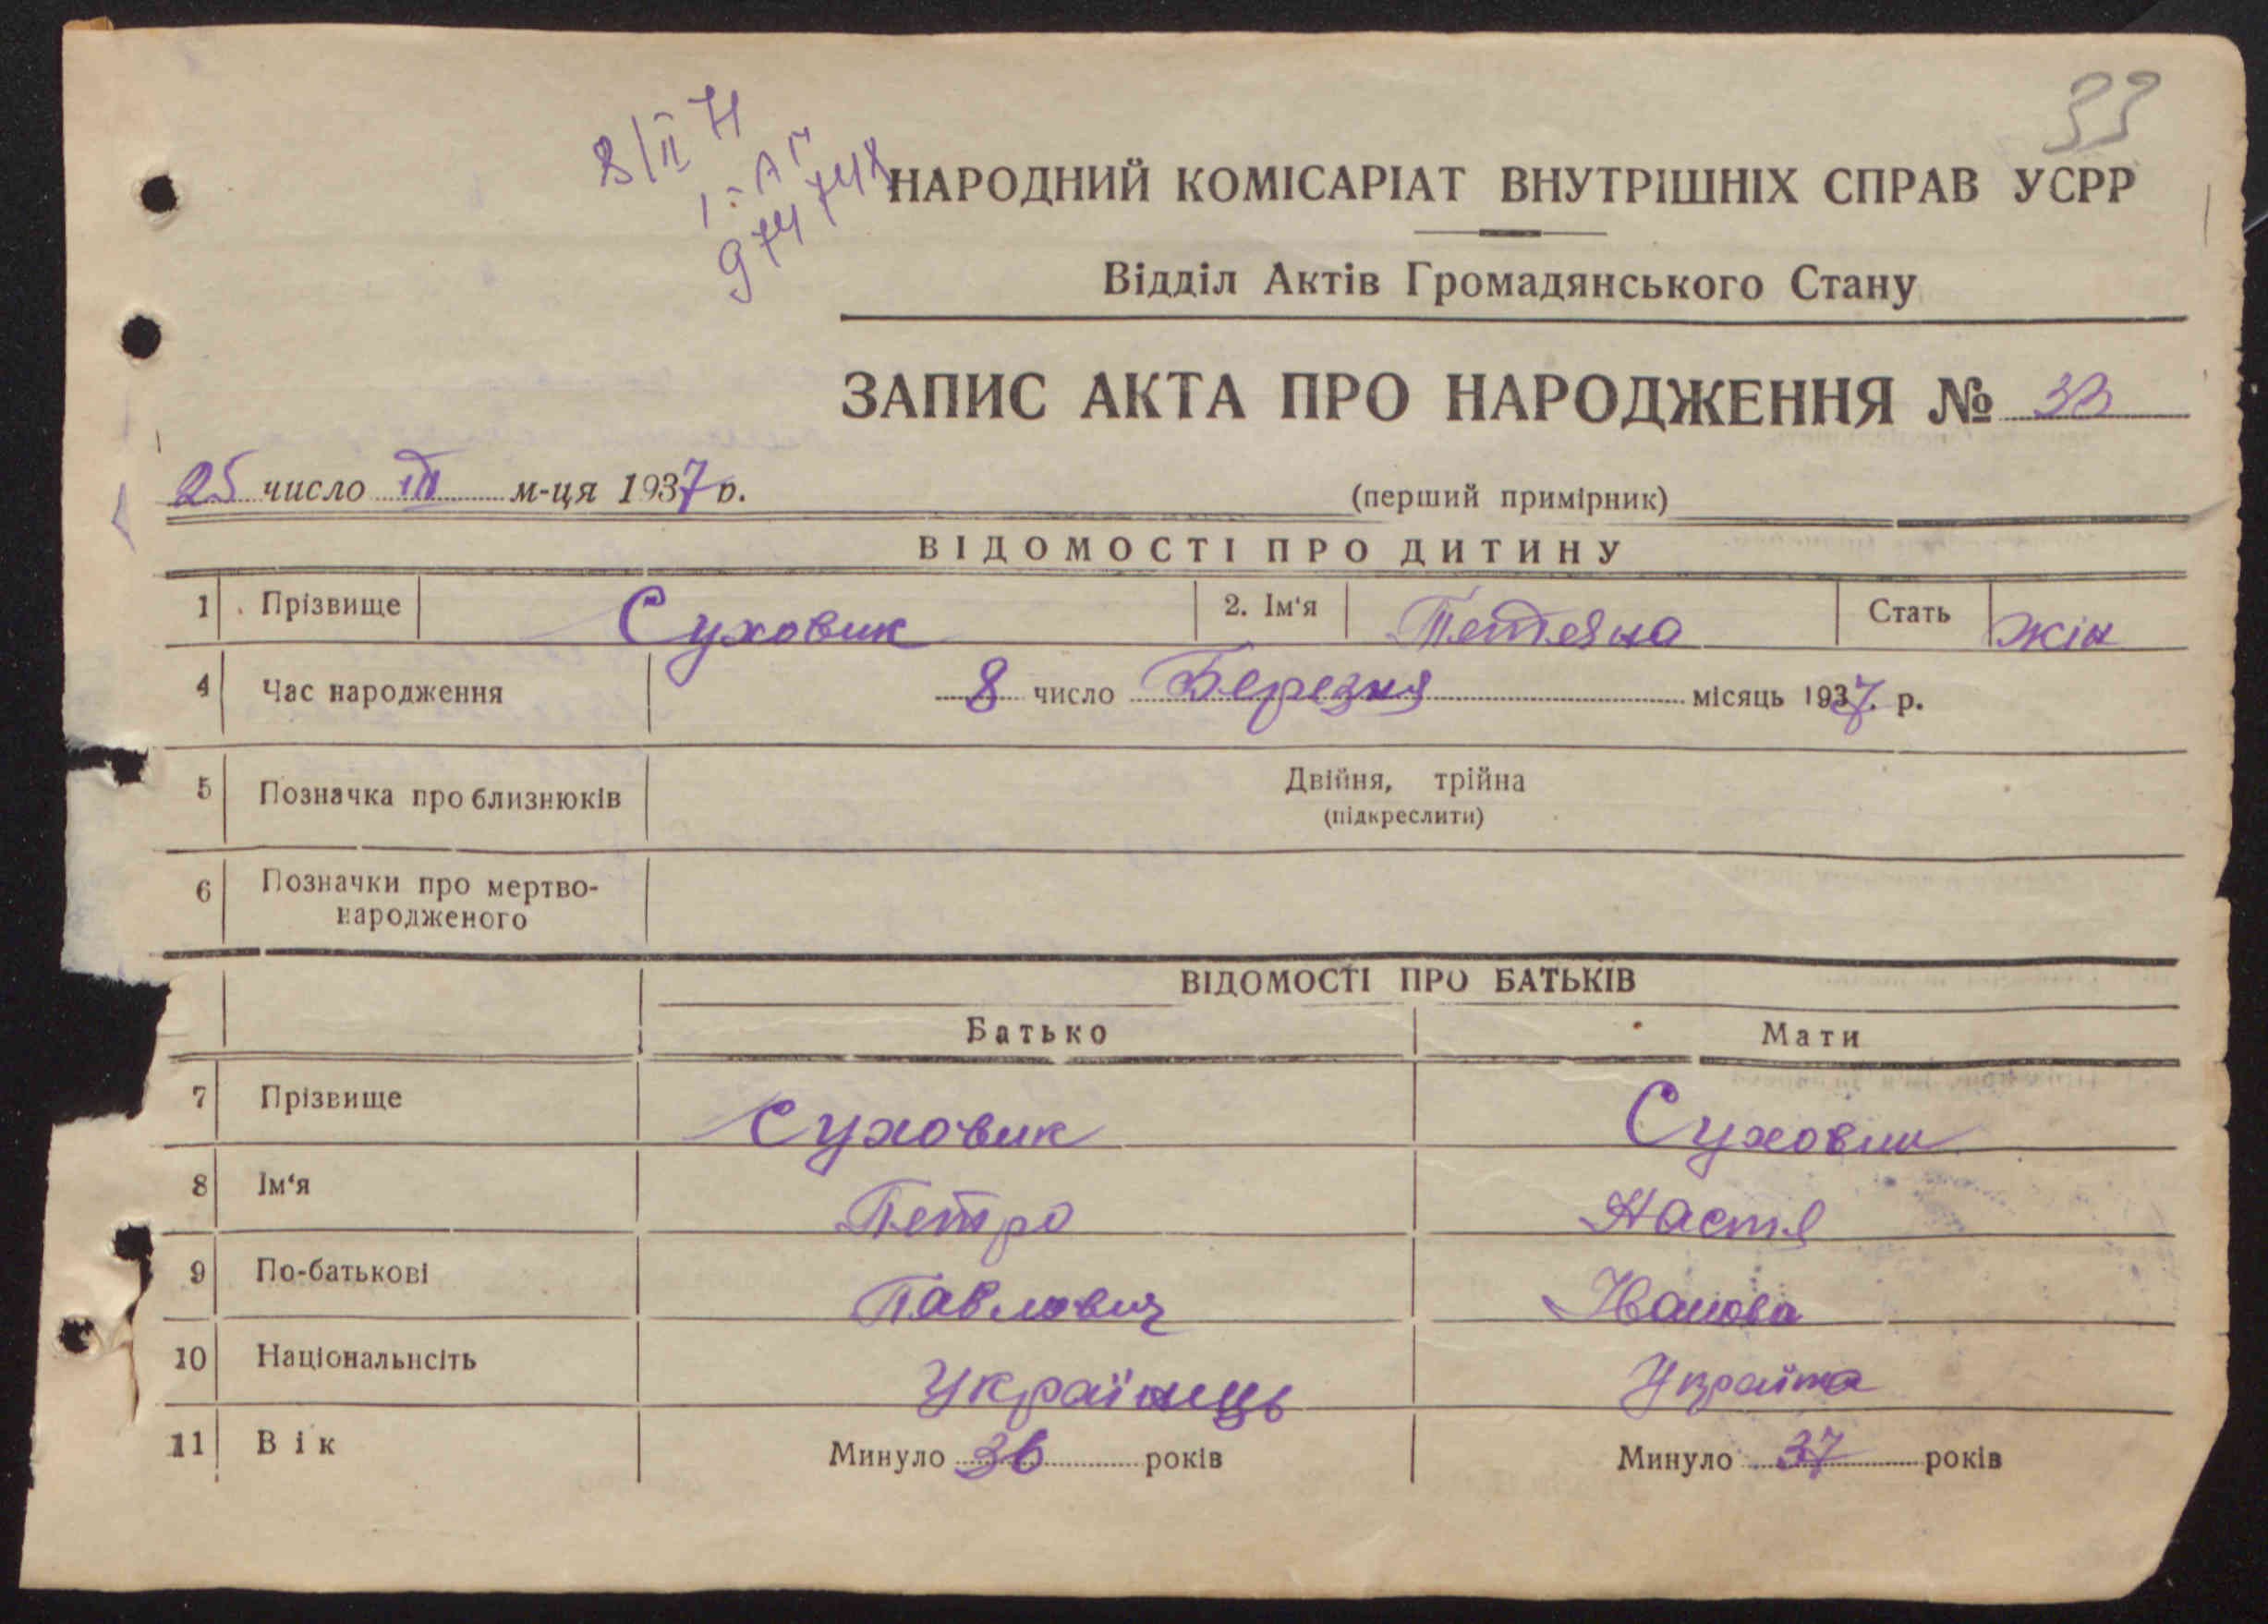 33
8/II 71
I-АГ
974748
НАРОДНИЙ КОМІСАРІАТ ВНУТРІШНІХ СПРАВ УСРР
Відділ Актів Громадянського Стану
ЗАПИС АКТА ПРО НАРОДЖЕННЯ № 33
25 число III м-ця 1937 р.
(перший примірник)
ВІДОМОСТІ ПРО ДИТИНУ
1 Прізвище Суховик 2. Ім'я Тетяна Стать жін
4 Час народження 8 число Березня місяць 1937. р.
5 Позначка про близнюків Двійня, трійна
(підкреслити)
6 Позначки про мертво-
народженого
ВІДОМОСТІ ПРО БАТЬКІВ
Батько Мати
7 Прізвище Суховик Суховик
8 Ім'я Петро Настя
9 По-батькові Павлович Іванова
10 Національнсіть Українець
11 Вік Минуло 36 років Минуло 37 років